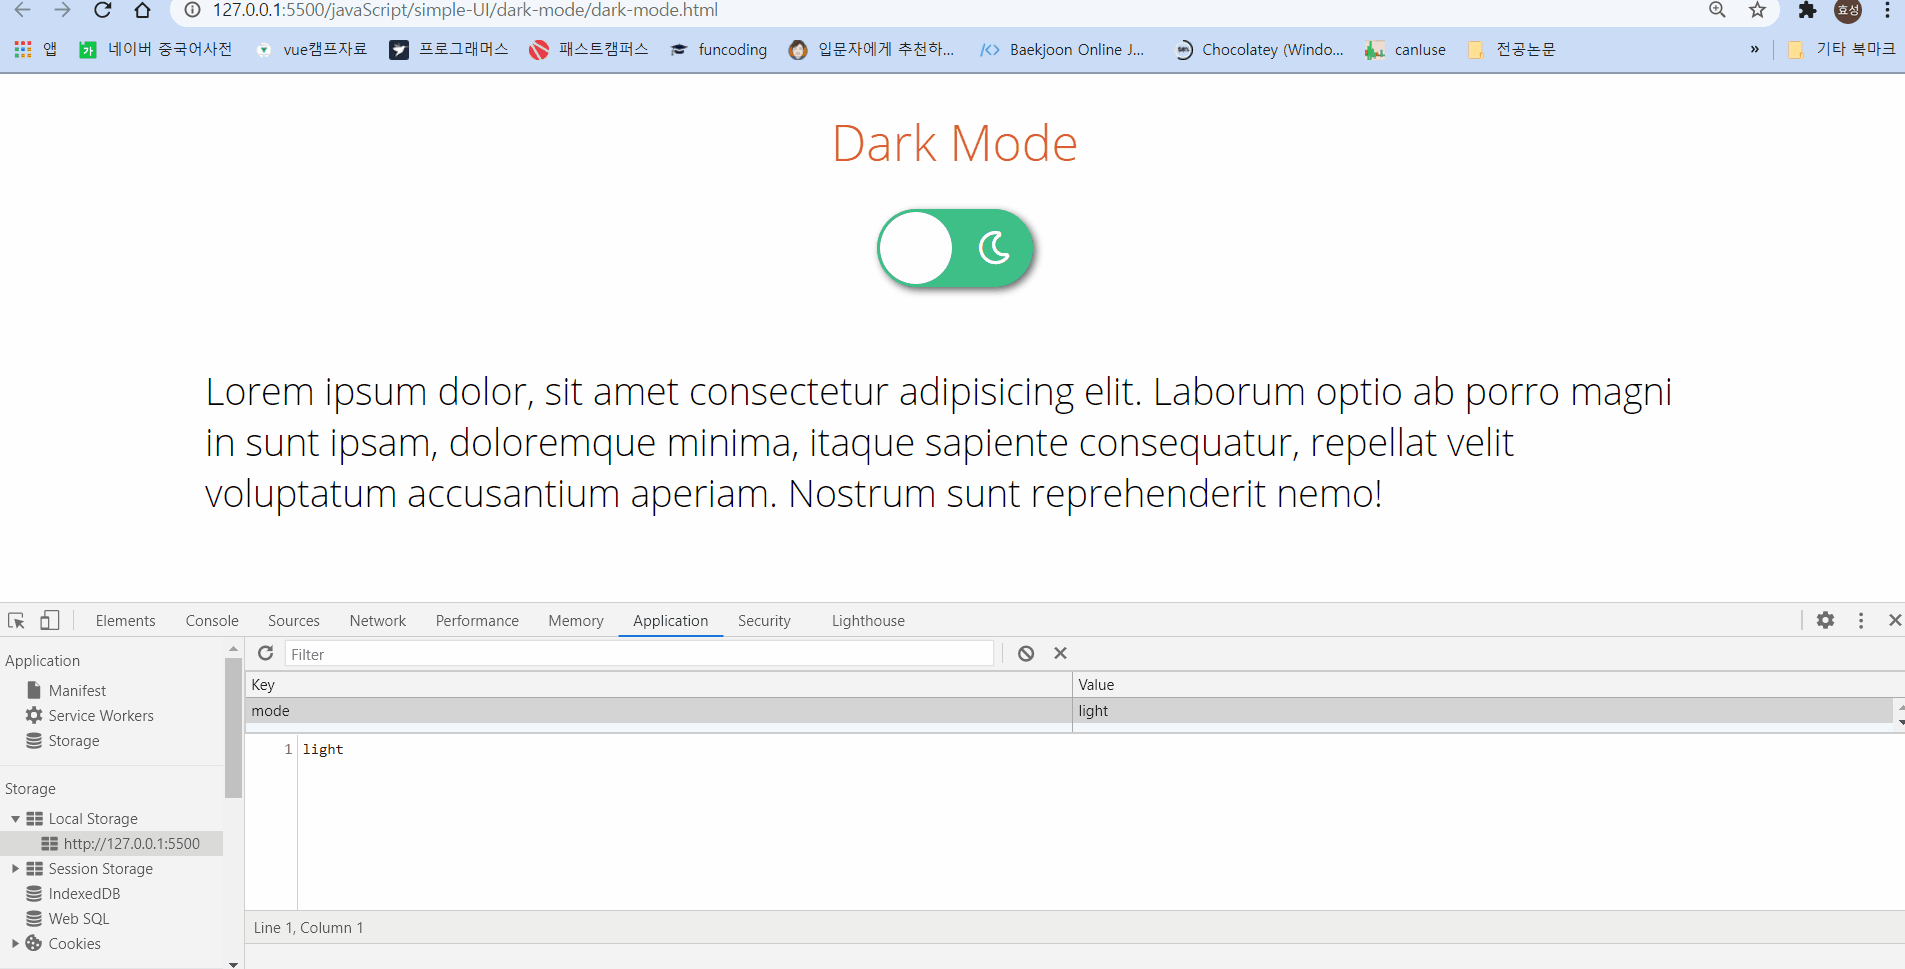 127.0.0.1:5500/javaScript/simple-UI/dark-mode/dark-mode.html 효성
앱 가 네이버 중국어사전 vue캠프자료 프로그래머스 패스트캠퍼스 funcoding 입문자에게 추천하... </> Baekjoon Online J... Chocolatey (Windo... canluse 전공논문 » 기타 북마크
Dark Mode
Lorem ipsum dolor, sit amet consectetur adipisicing elit. Laborum optio ab porro magni
in sunt ipsam, doloremque minima, itaque sapiente consequatur, repellat velit
voluptatum accusantium aperiam. Nostrum sunt reprehenderit nemo!
Elements Console Sources Network Performance Memory Application Security Lighthouse
Application
Manifest
Service Workers
Storage
Storage
Local Storage
http://127.0.0.1:5500
Session Storage
IndexedDB
Web SQL
Cookies
Filter
Key Value
mode light
1 light
Line 1, Column 1